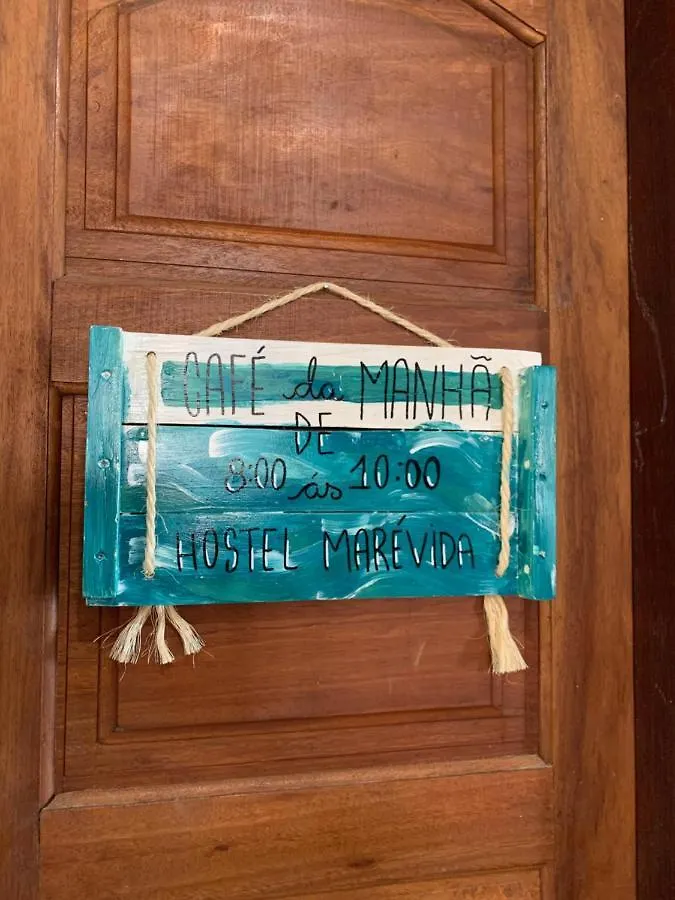 CAFÉ da MANHÃ
DE
8:00 ás 10:00
HOSTEL MARÉVIDA